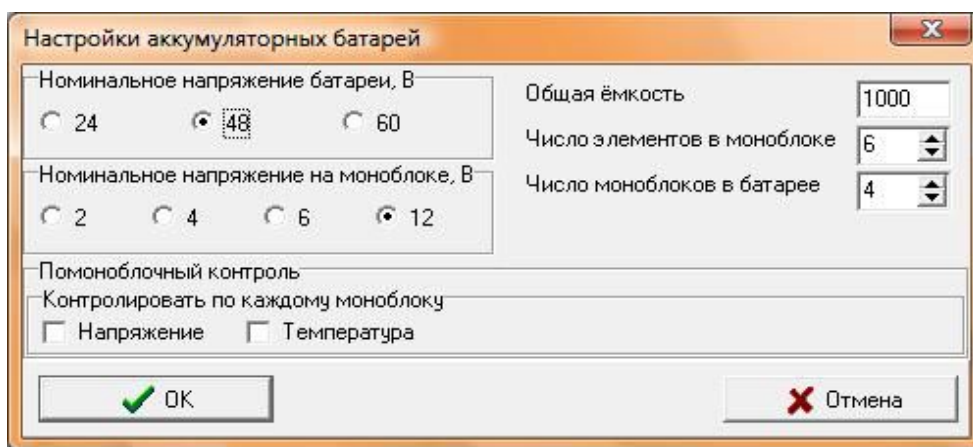 Настройки аккумуляторных батарей
Номинальное напряжение батареи, В
24 48 60
Общая ёмкость 1000
Число элементов в моноблоке 6
Число моноблоков в батарее 4
Номинальное напряжение на моноблоке, В
2 4 6 12
Помоноблочный контроль
Контролировать по каждому моноблоку
Напряжение Температура
OK Отмена